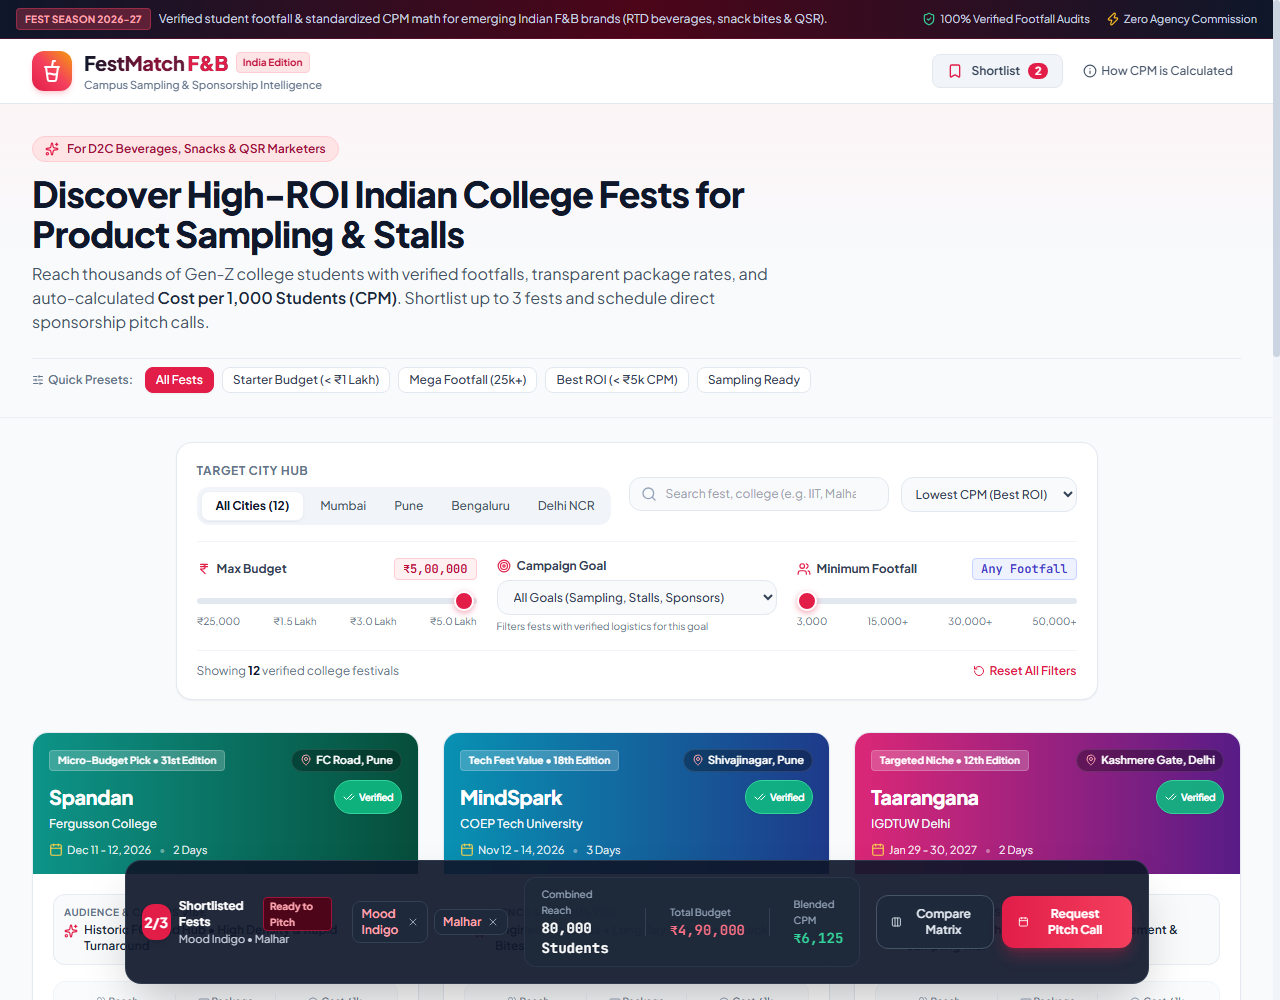 FEST SEASON 2026-27 Verified student footfall & standardized CPM math for emerging Indian F&B brands (RTD beverages, snack bites & QSR). 100% Verified Footfall Audits Zero Agency Commission
FestMatch F&B India Edition
Campus Sampling & Sponsorship Intelligence
Shortlist 2 How CPM is Calculated
For D2C Beverages, Snacks & QSR Marketers
Discover High-ROI Indian College Fests for
Product Sampling & Stalls
Reach thousands of Gen-Z college students with verified footfalls, transparent package rates, and
auto-calculated Cost per 1,000 Students (CPM). Shortlist up to 3 fests and schedule direct
sponsorship pitch calls.
Quick Presets: All Fests Starter Budget (< ₹1 Lakh) Mega Footfall (25k+) Best ROI (< ₹5k CPM) Sampling Ready
TARGET CITY HUB
All Cities (12) Mumbai Pune Bengaluru Delhi NCR
Search fest, college (e.g. IIT, Malha
Lowest CPM (Best ROI)
Max Budget ₹5,00,000
₹25,000 ₹1.5 Lakh ₹3.0 Lakh ₹5.0 Lakh
Campaign Goal
All Goals (Sampling, Stalls, Sponsors)
Filters fests with verified logistics for this goal
Minimum Footfall Any Footfall
3,000 15,000+ 30,000+ 50,000+
Showing 12 verified college festivals Reset All Filters
Micro-Budget Pick • 31st Edition FC Road, Pune
Spandan Verified
Fergusson College
Dec 11 - 12, 2026 • 2 Days
Tech Fest Value • 18th Edition Shivajinagar, Pune
MindSpark Verified
COEP Tech University
Nov 12 - 14, 2026 • 3 Days
Targeted Niche • 12th Edition Kashmere Gate, Delhi
Taarangana Verified
IGDTUW Delhi
Jan 29 - 30, 2027 • 2 Days
AUDIENCE &
Historic
Turnaround
Bites
ment &
2/3 Shortlisted Fests Ready to Pitch
Mood Indigo • Malhar
Mood Indigo × Malhar ×
Combined Reach
80,000 Students
Total Budget
₹4,90,000
Blended CPM
₹6,125
Compare Matrix
Request Pitch Call